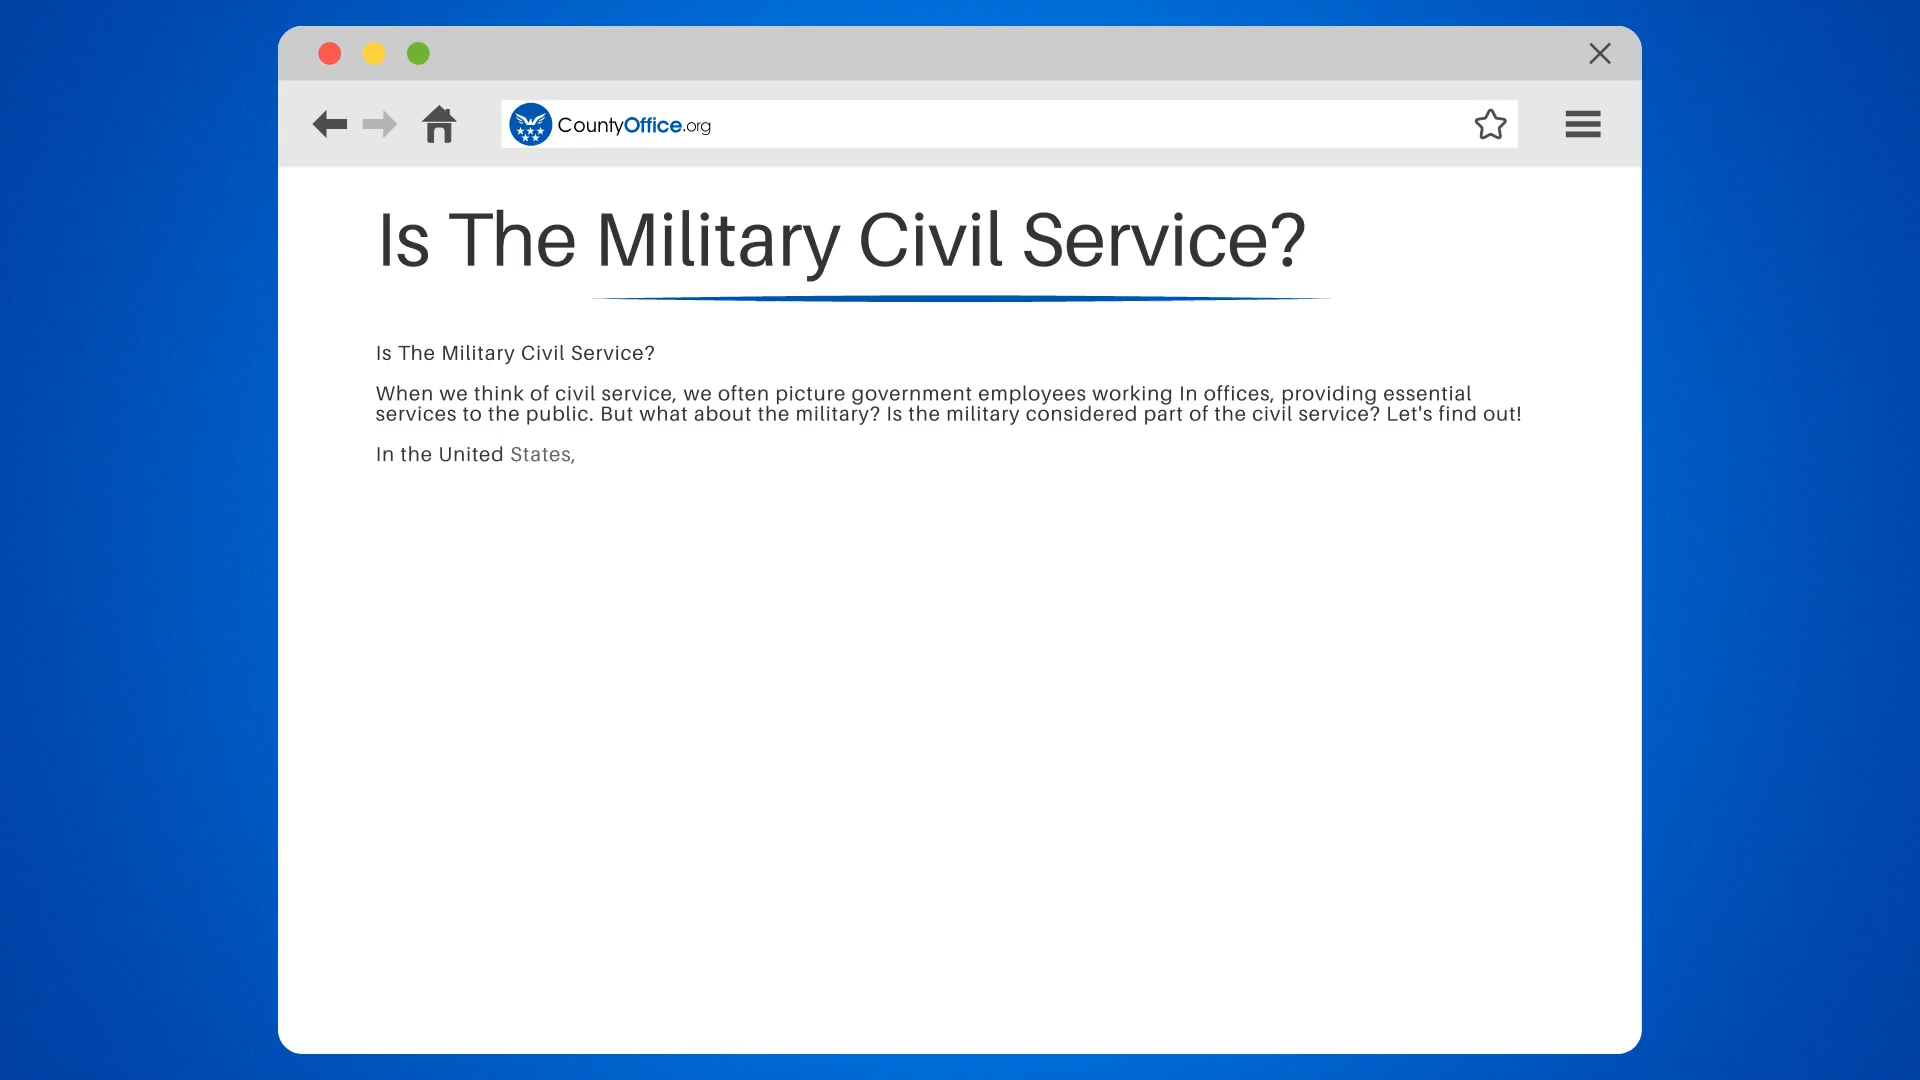 CountyOffice.org
Is The Military Civil Service?
Is The Military Civil Service?
When we think of civil service, we often picture government employees working In offices, providing essential
services to the public. But what about the military? Is the military considered part of the civil service? Let's find out!
In the United States,